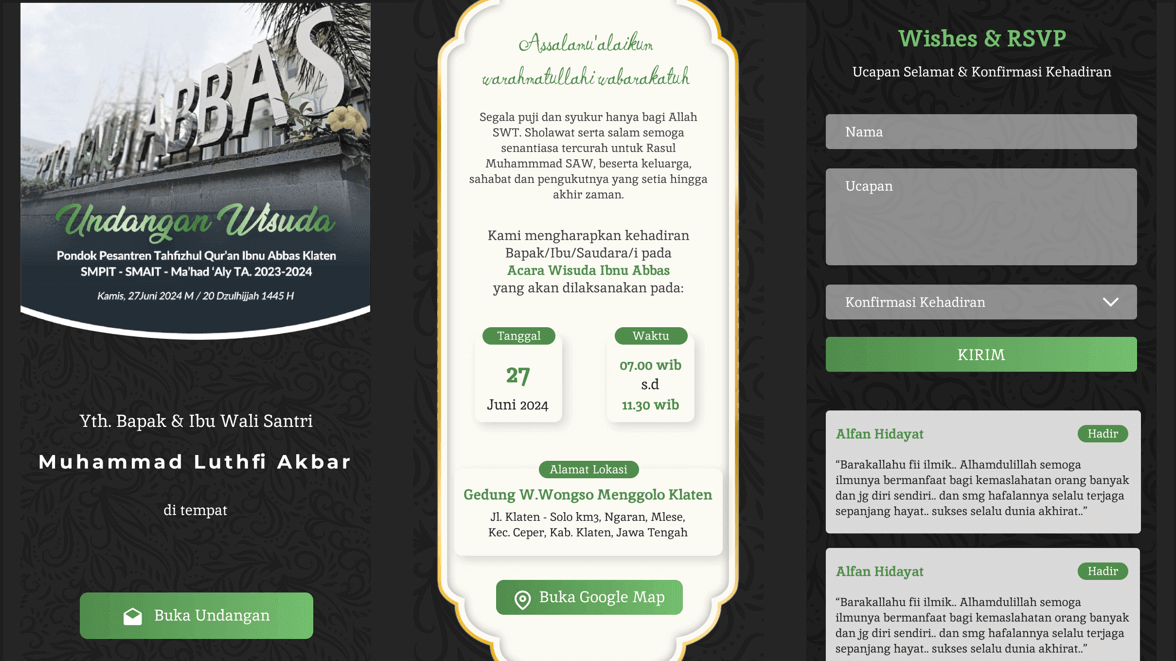 ABBAS
Undangan Wisuda
Pondok Pesantren Tahfizhul Qur'an Ibnu Abbas Klaten
SMPIT - SMAIT - Ma'had 'Aly TA. 2023-2024
Kamis, 27Juni 2024 M / 20 Dzulhijjah 1445 H
Yth. Bapak & Ibu Wali Santri
Muhammad Luthfi Akbar
di tempat
Buka Undangan
Assalamu'alaikum
warahmatullahi wabarakatuh
Segala puji dan syukur hanya bagi Allah
SWT. Sholawat serta salam semoga
senantiasa tercurah untuk Rasul
Muhammmad SAW, beserta keluarga,
sahabat dan pengukutnya yang setia hingga
akhir zaman.
Kami mengharapkan kehadiran
Bapak/Ibu/Saudara/i pada
Acara Wisuda Ibnu Abbas
yang akan dilaksanakan pada:
Tanggal
27
Juni 2024
Waktu
07.00 wib
s.d
11.30 wib
Alamat Lokasi
Gedung W.Wongso Menggolo Klaten
Jl. Klaten - Solo km3, Ngaran, Mlese,
Kec. Ceper, Kab. Klaten, Jawa Tengah
Buka Google Map
Wishes & RSVP
Ucapan Selamat & Konfirmasi Kehadiran
Nama
Ucapan
Konfirmasi Kehadiran
KIRIM
Alfan Hidayat
Hadir
“Barakallahu fii ilmik.. Alhamdulillah semoga
ilmunya bermanfaat bagi kemaslahatan orang banyak
dan jg diri sendiri.. dan smg hafalannya selalu terjaga
sepanjang hayat.. sukses selalu dunia akhirat..”
Alfan Hidayat
Hadir
“Barakallahu fii ilmik.. Alhamdulillah semoga
ilmunya bermanfaat bagi kemaslahatan orang banyak
dan jg diri sendiri.. dan smg hafalannya selalu terjaga
sepanjang hayat.. sukses selalu dunia akhirat..”